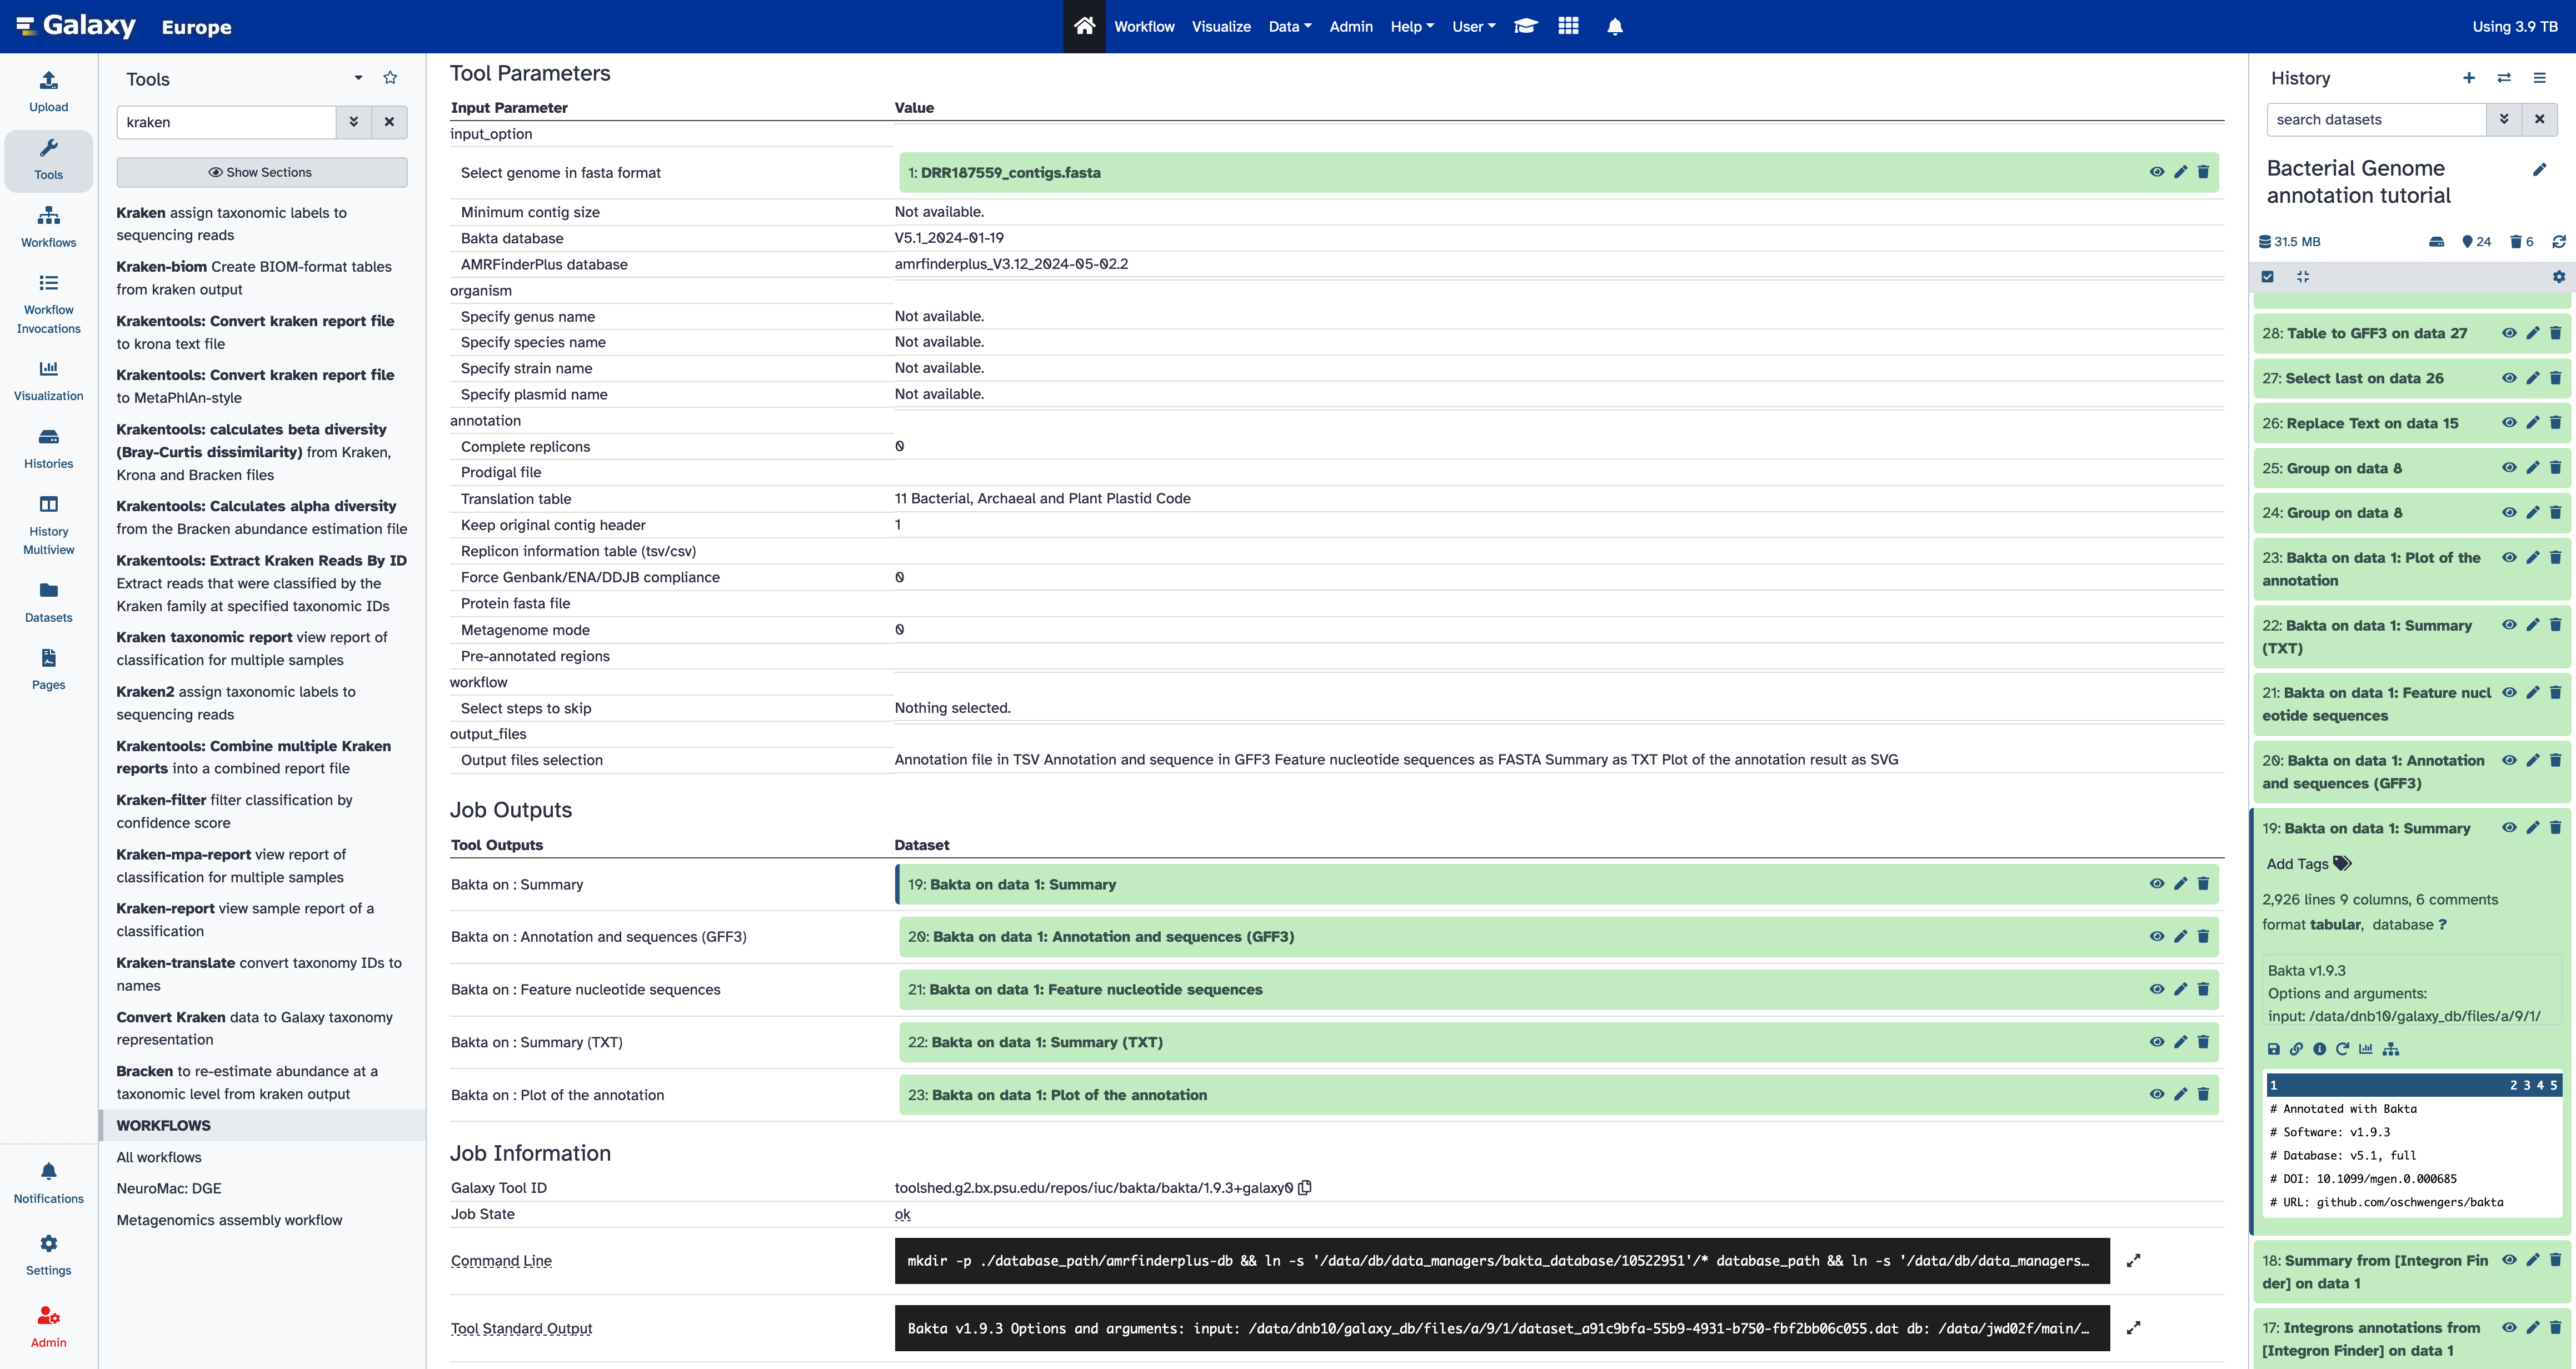 Galaxy Europe
Workflow Visualize Data Admin Help User
Using 3.9 TB
Upload
Tools
Workflows
Workflow
Invocations
Visualization
Histories
History
Multiview
Datasets
Pages
Notifications
Settings
Admin
Tools
kraken
Show Sections
Kraken assign taxonomic labels to
sequencing reads
Kraken-biom Create BIOM-format tables
from kraken output
Krakentools: Convert kraken report file
to krona text file
Krakentools: Convert kraken report file
to MetaPhlAn-style
Krakentools: calculates beta diversity
(Bray-Curtis dissimilarity) from Kraken,
Krona and Bracken files
Krakentools: Calculates alpha diversity
from the Bracken abundance estimation file
Krakentools: Extract Kraken Reads By ID
Extract reads that were classified by the
Kraken family at specified taxonomic IDs
Kraken taxonomic report view report of
classification for multiple samples
Kraken2 assign taxonomic labels to
sequencing reads
Krakentools: Combine multiple Kraken
reports into a combined report file
Kraken-filter filter classification by
confidence score
Kraken-mpa-report view report of
classification for multiple samples
Kraken-report view sample report of a
classification
Kraken-translate convert taxonomy IDs to
names
Convert Kraken data to Galaxy taxonomy
representation
Bracken to re-estimate abundance at a
taxonomic level from kraken output
WORKFLOWS
All workflows
NeuroMac: DGE
Metagenomics assembly workflow
Tool Parameters
Input Parameter Value
input_option
Select genome in fasta format 1: DRR187559_contigs.fasta
Minimum contig size Not available.
Bakta database V5.1_2024-01-19
AMRFinderPlus database amrfinderplus_V3.12_2024-05-02.2
organism
Specify genus name Not available.
Specify species name Not available.
Specify strain name Not available.
Specify plasmid name Not available.
annotation
Complete replicons 0
Prodigal file
Translation table 11 Bacterial, Archaeal and Plant Plastid Code
Keep original contig header 1
Replicon information table (tsv/csv)
Force Genbank/ENA/DDJB compliance 0
Protein fasta file
Metagenome mode 0
Pre-annotated regions
workflow
Select steps to skip Nothing selected.
output_files
Output files selection Annotation file in TSV Annotation and sequence in GFF3 Feature nucleotide sequences as FASTA Summary as TXT Plot of the annotation result as SVG
Job Outputs
Tool Outputs Dataset
Bakta on : Summary 19: Bakta on data 1: Summary
Bakta on : Annotation and sequences (GFF3) 20: Bakta on data 1: Annotation and sequences (GFF3)
Bakta on : Feature nucleotide sequences 21: Bakta on data 1: Feature nucleotide sequences
Bakta on : Summary (TXT) 22: Bakta on data 1: Summary (TXT)
Bakta on : Plot of the annotation 23: Bakta on data 1: Plot of the annotation
Job Information
Galaxy Tool ID toolshed.g2.bx.psu.edu/repos/iuc/bakta/bakta/1.9.3+galaxy0
Job State ok
Command Line mkdir -p ./database_path/amrfinderplus-db && ln -s '/data/db/data_managers/bakta_database/10522951'/* database_path && ln -s '/data/db/data_managers…
Tool Standard Output Bakta v1.9.3 Options and arguments: input: /data/dnb10/galaxy_db/files/a/9/1/dataset_a91c9bfa-55b9-4931-b750-fbf2bb06c055.dat db: /data/jwd02f/main/…
History
search datasets
Bacterial Genome
annotation tutorial
31.5 MB 24 6
28: Table to GFF3 on data 27
27: Select last on data 26
26: Replace Text on data 15
25: Group on data 8
24: Group on data 8
23: Bakta on data 1: Plot of the
annotation
22: Bakta on data 1: Summary
(TXT)
21: Bakta on data 1: Feature nucl
eotide sequences
20: Bakta on data 1: Annotation
and sequences (GFF3)
19: Bakta on data 1: Summary
Add Tags
2,926 lines 9 columns, 6 comments
format tabular, database ?
Bakta v1.9.3
Options and arguments:
input: /data/dnb10/galaxy_db/files/a/9/1/
1 2 3 4 5
# Annotated with Bakta
# Software: v1.9.3
# Database: v5.1, full
# DOI: 10.1099/mgen.0.000685
# URL: github.com/oschwengers/bakta
18: Summary from [Integron Fin
der] on data 1
17: Integrons annotations from
[Integron Finder] on data 1